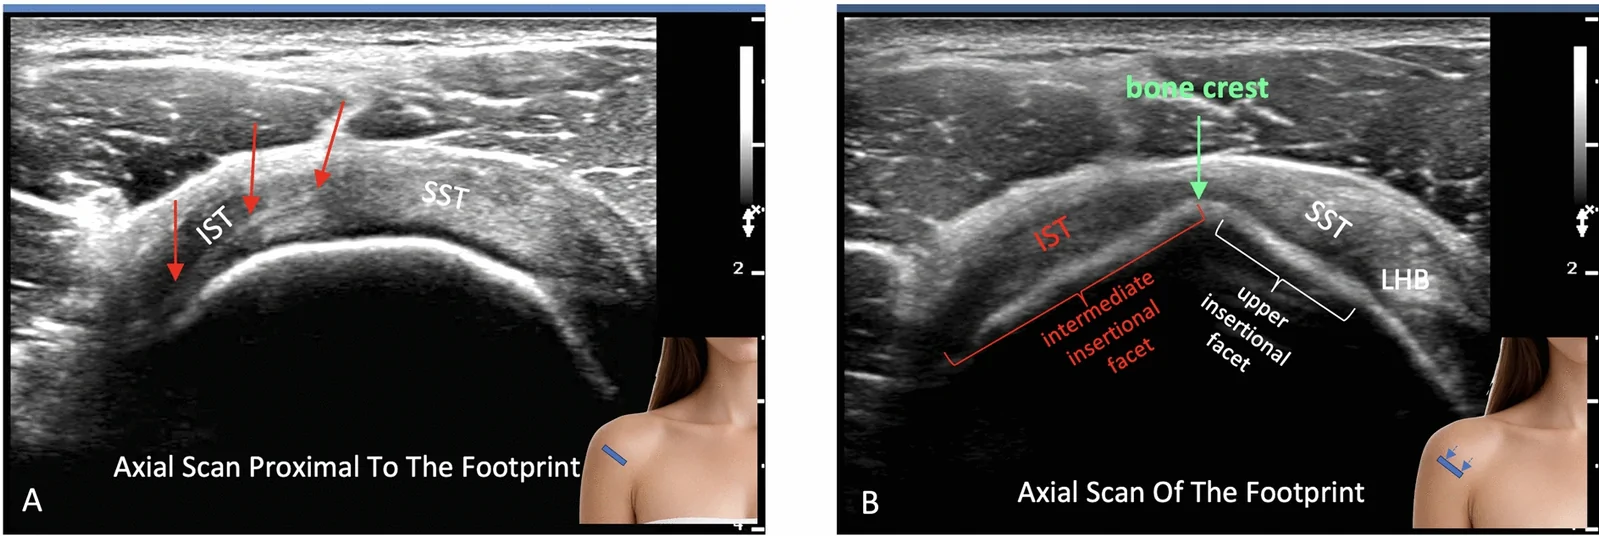 IST
SST
2
Axial Scan Proximal To The Footprint
A
4
bone crest
IST
SST
LHB
2
intermediate
insertional
facet
upper
insertional
facet
Axial Scan Of The Footprint
B